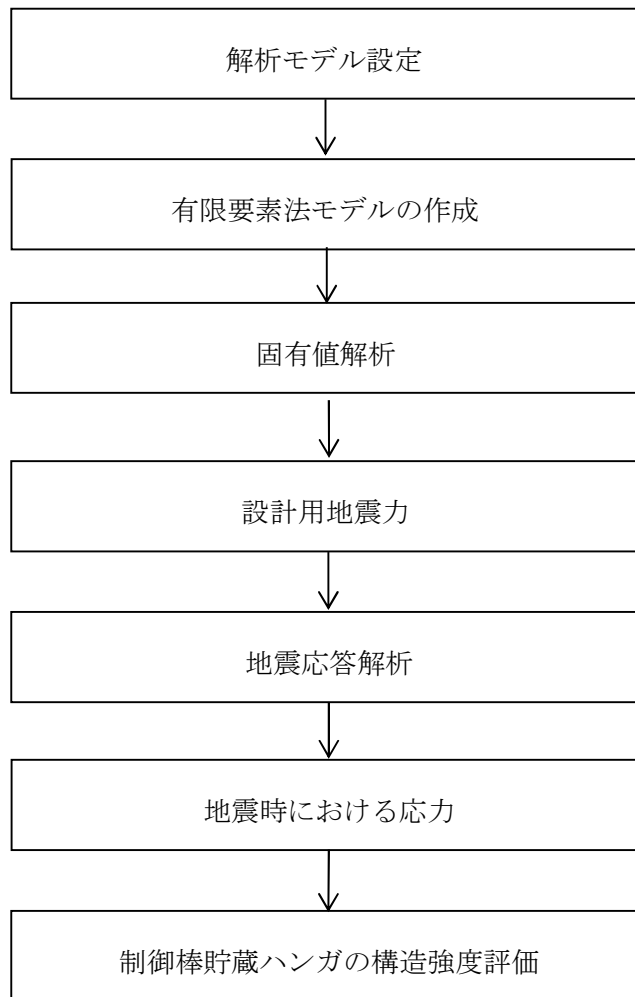 解析モデル設定
有限要素法モデルの作成
固有値解析
設計用地震力
地震応答解析
地震時における応力
制御棒貯蔵ハンガの構造強度評価